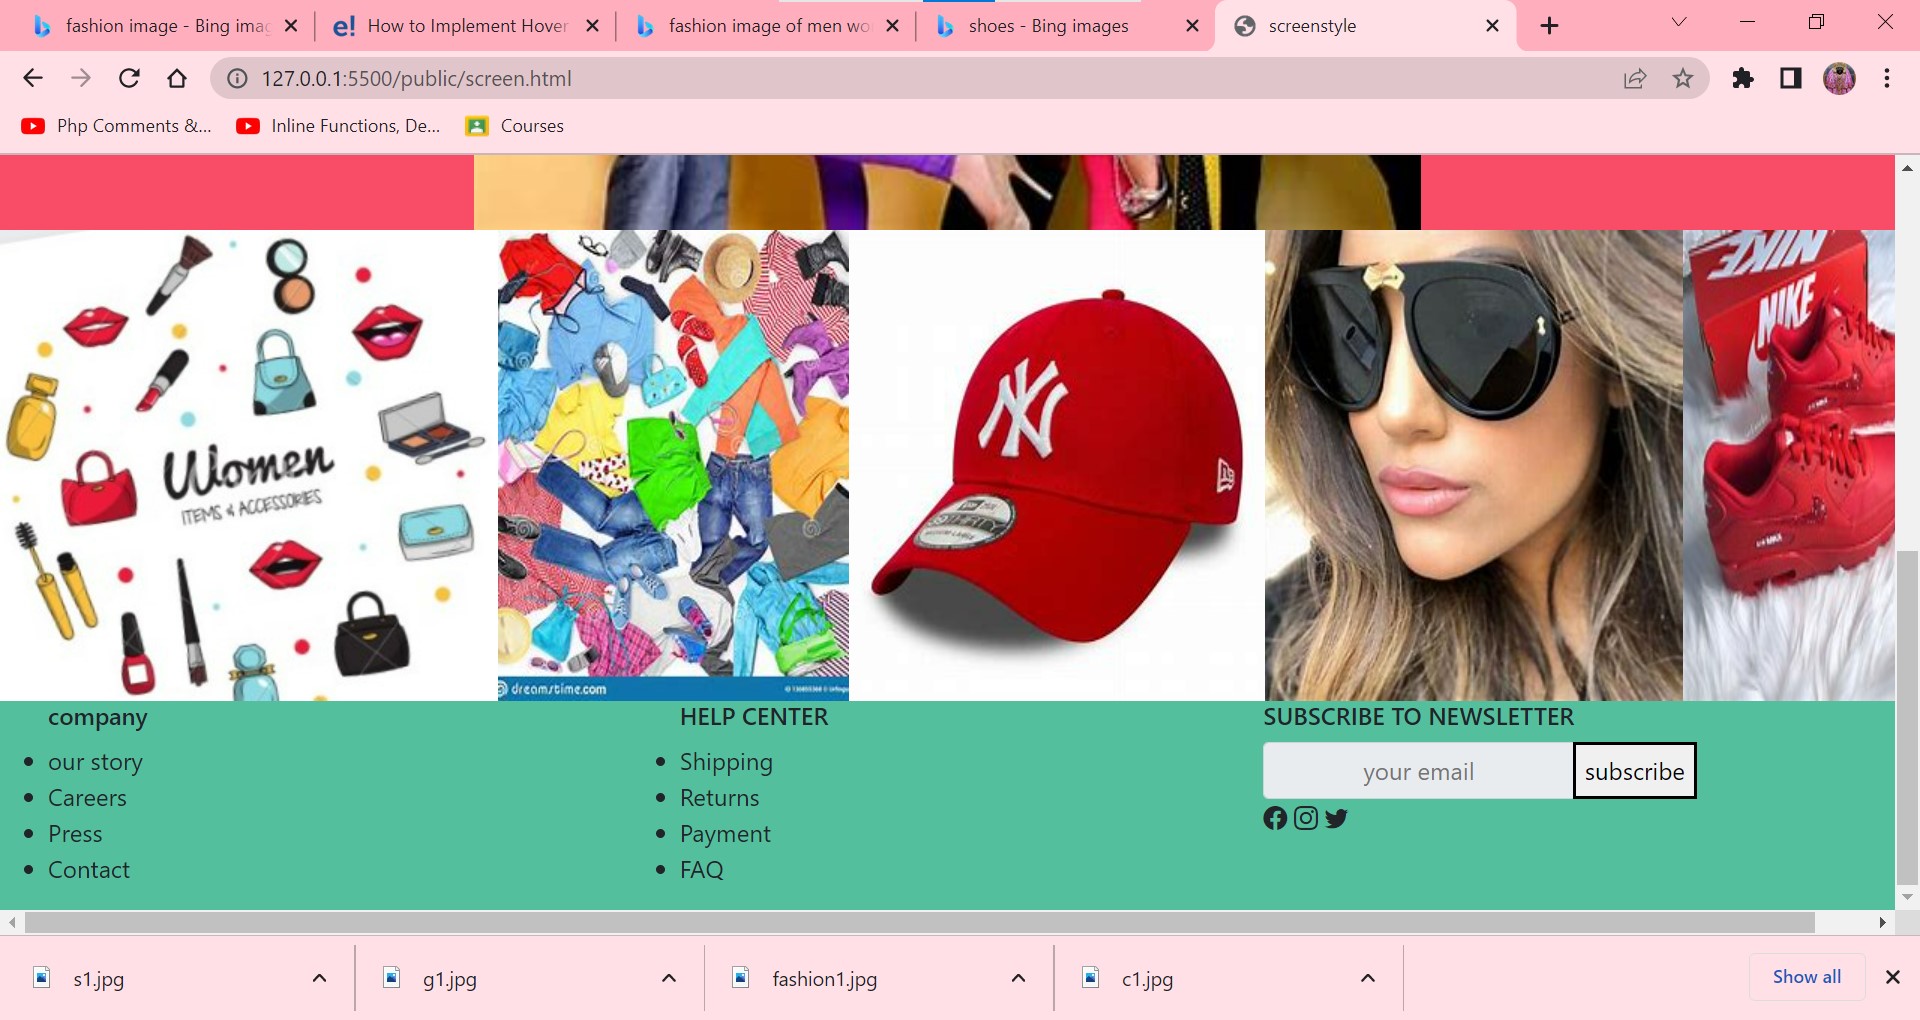 fashion image - Bing imag
How to Implement Hover
fashion image of men wo
shoes - Bing images
screenstyle
127.0.0.1:5500/public/screen.html
Php Comments &...
Inline Functions, De...
Courses
Women
ITEMS & ACCESSORIES
dreamstime.com
NY
NIKE
NIKE
company
our story
Careers
Press
Contact
HELP CENTER
Shipping
Returns
Payment
FAQ
SUBSCRIBE TO NEWSLETTER
your email
subscribe
s1.jpg
g1.jpg
fashion1.jpg
c1.jpg
Show all